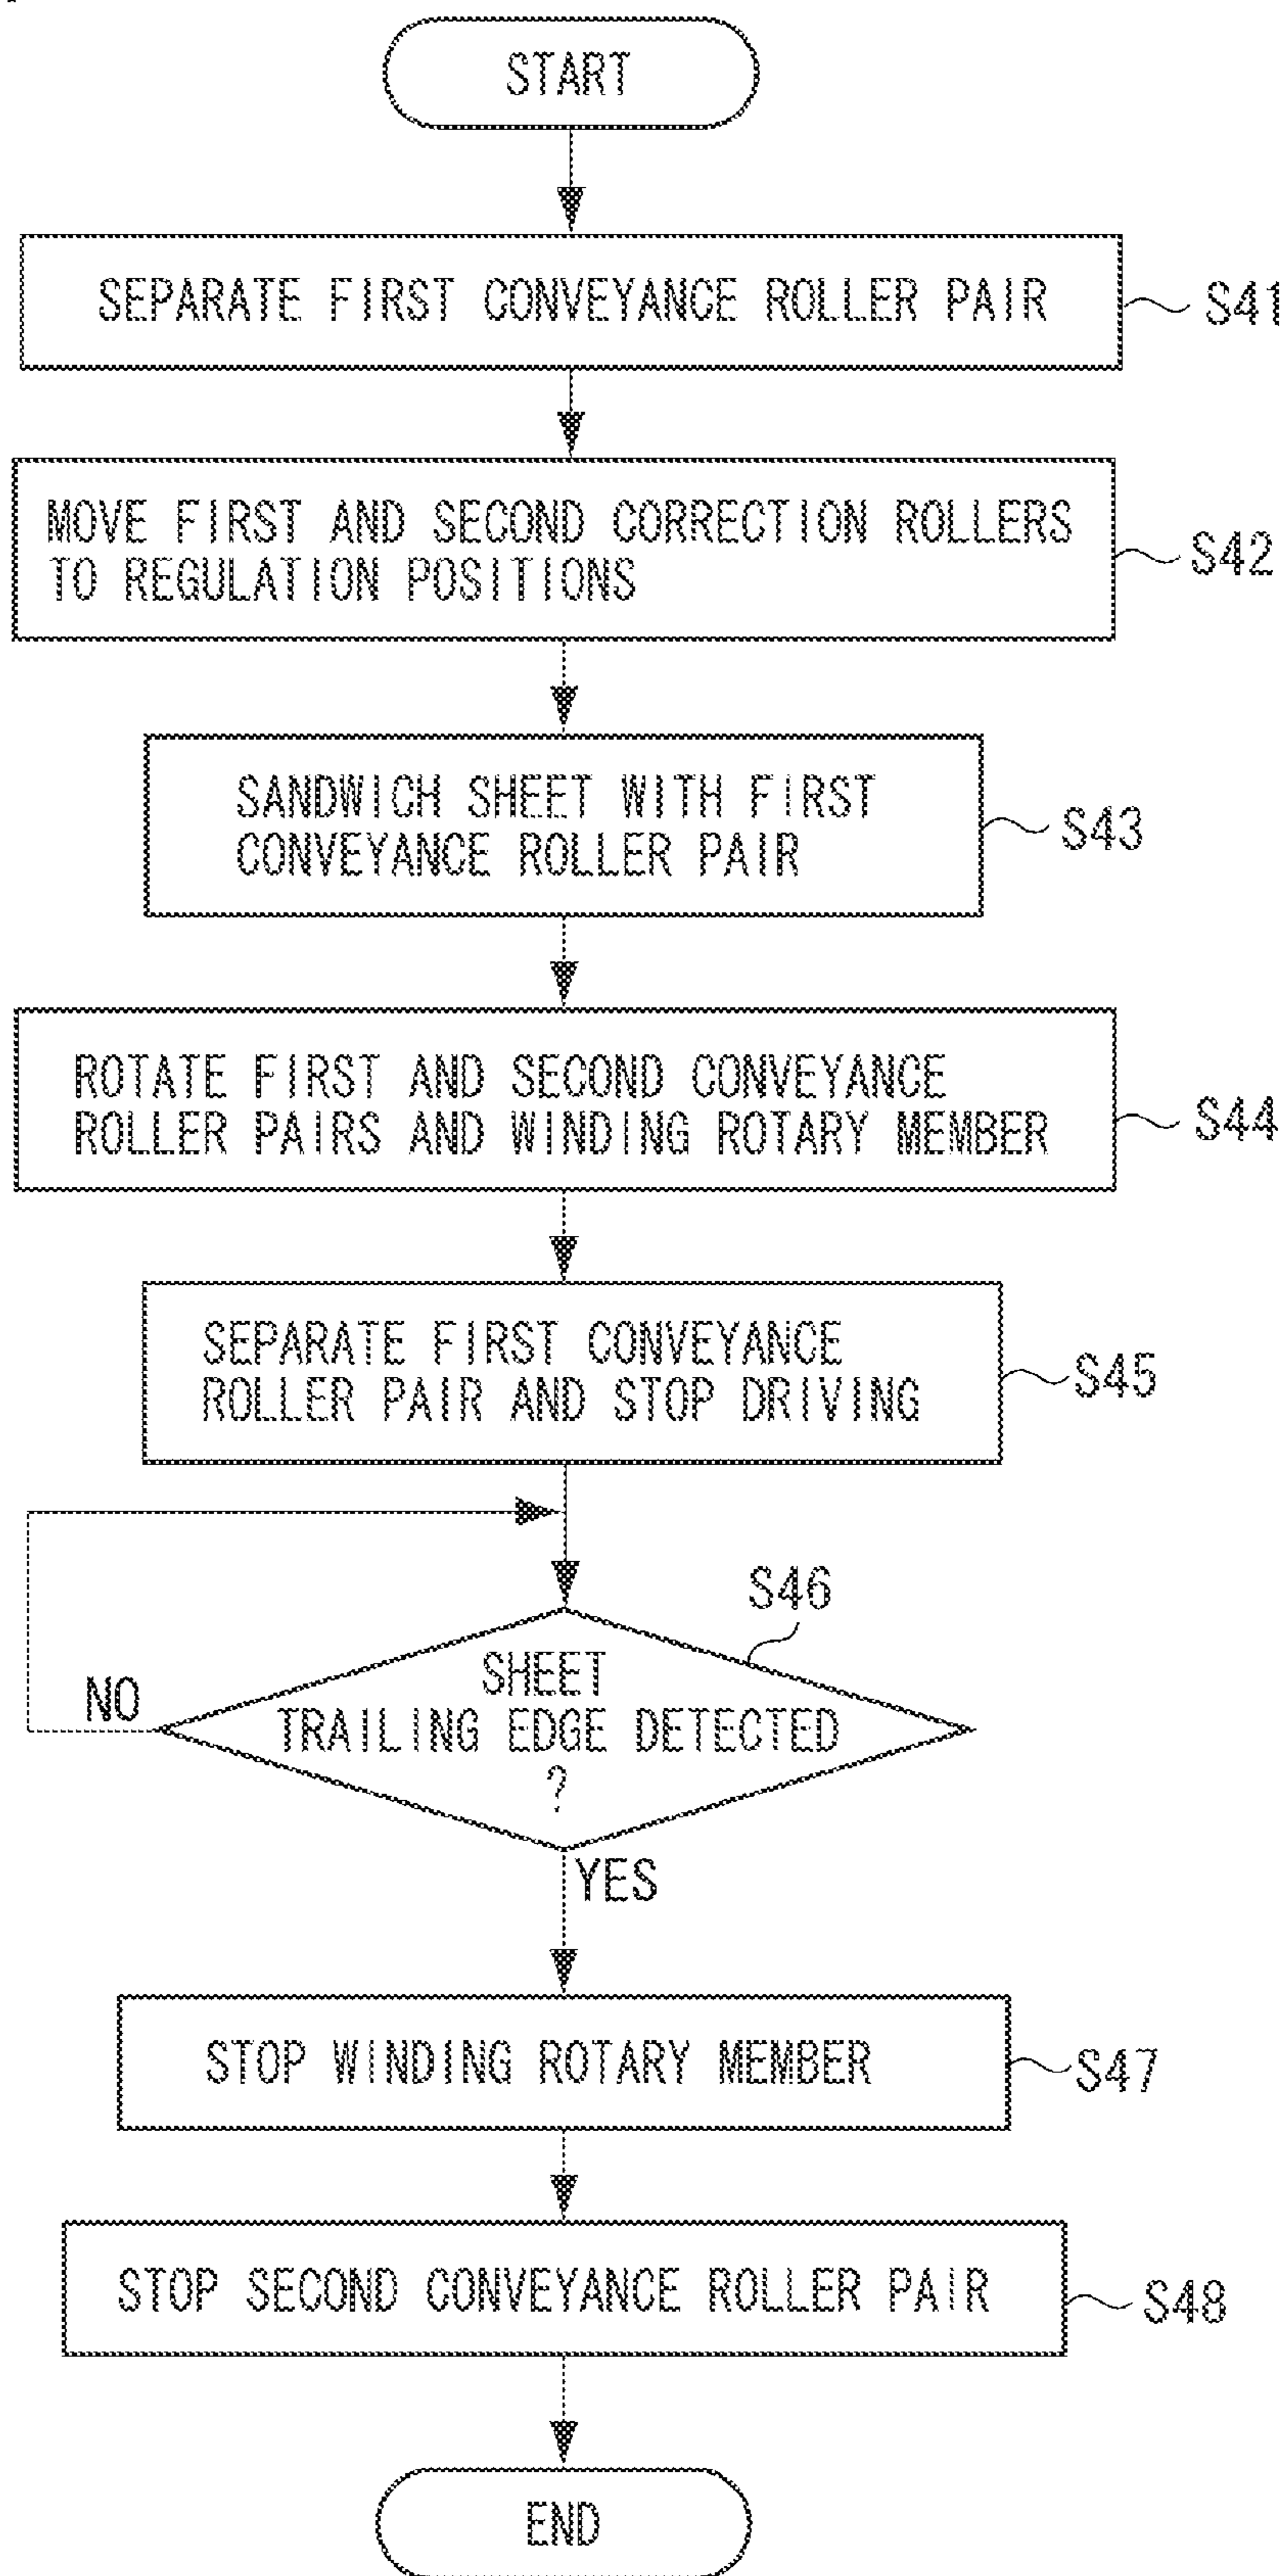 START
SEPARATE FIRST CONVEYANCE ROLLER PAIR
S41
MOVE FIRST AND SECOND CORRECTION ROLLERS
TO REGULATION POSITIONS
S42
SANDWICH SHEET WITH FIRST
CONVEYANCE ROLLER PAIR
S43
ROTATE FIRST AND SECOND CONVEYANCE
ROLLER PAIRS AND WINDING ROTARY MEMBER
S44
SEPARATE FIRST CONVEYANCE
ROLLER PAIR AND STOP DRIVING
S45
S46
SHEET
TRAILING EDGE DETECTED
?
NO
YES
STOP WINDING ROTARY MEMBER
S47
STOP SECOND CONVEYANCE ROLLER PAIR
S48
END